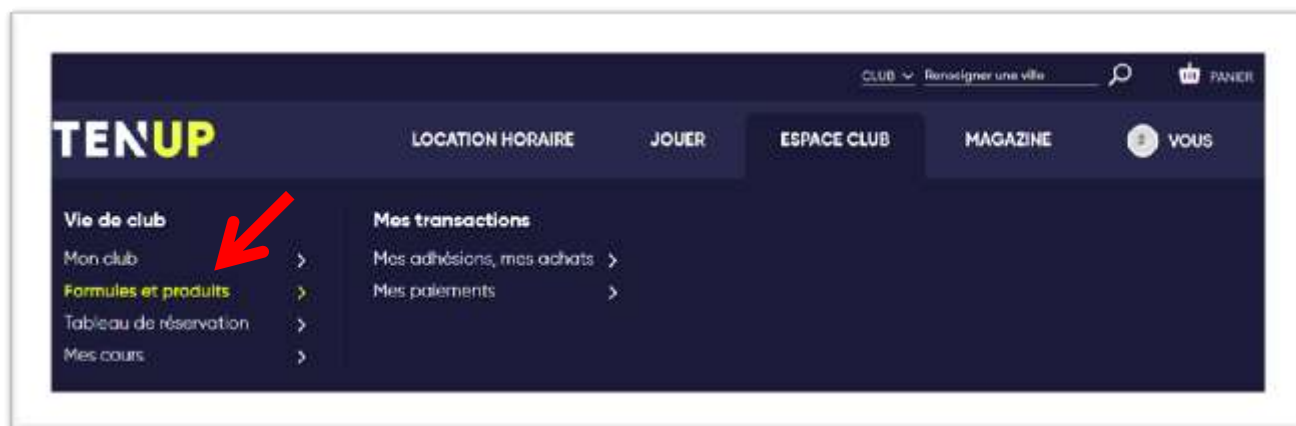 CLUB Renseigner une ville PANIER
TENUP LOCATION HORAIRE JOUER ESPACE CLUB MAGAZINE VOUS
Vie de club Mes transactions
Mon club Mes adhésions, mes achats
Formules et produits Mes paiements
Tableau de réservation
Mes cours